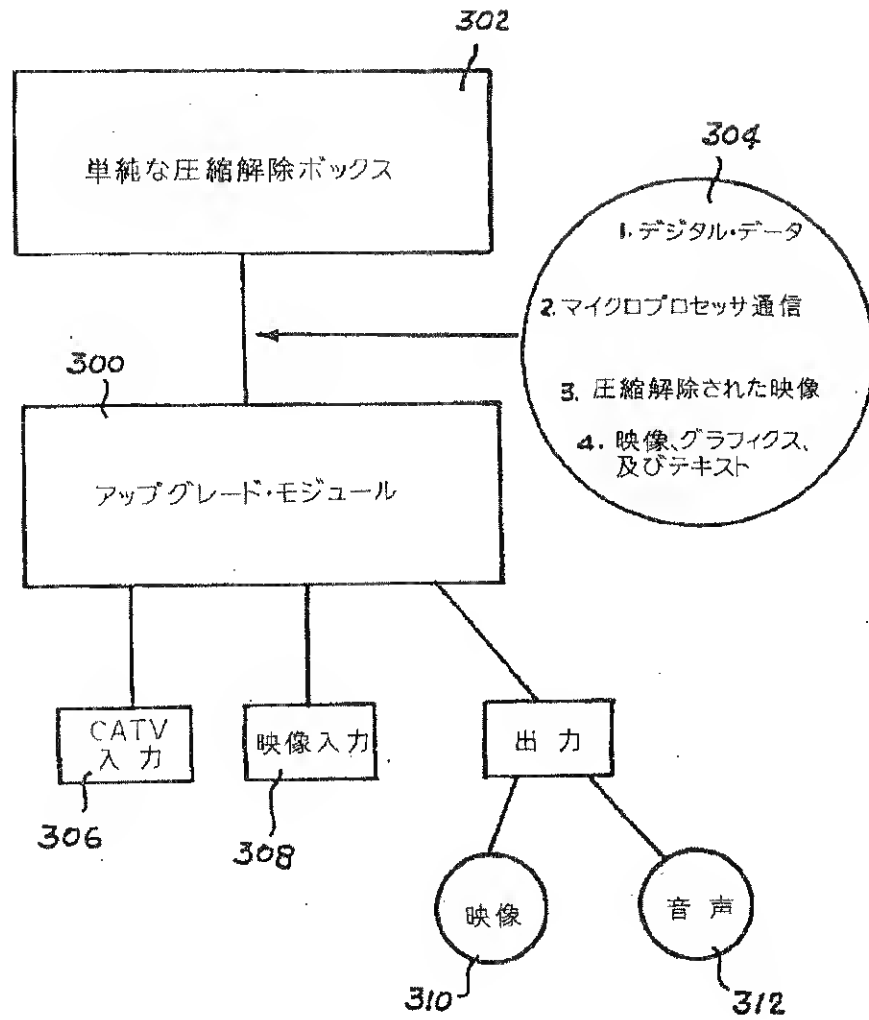 302
単純な圧縮解除ボックス
304
1.デジタル・データ
2.マイクロプロセッサ通信
3. 圧縮解除された映像
4. 映像、グラフィクス、
及びテキスト
300
アップグレード・モジュール
CATV
入力
306
映像入力
308
出力
映像
310
音声
312